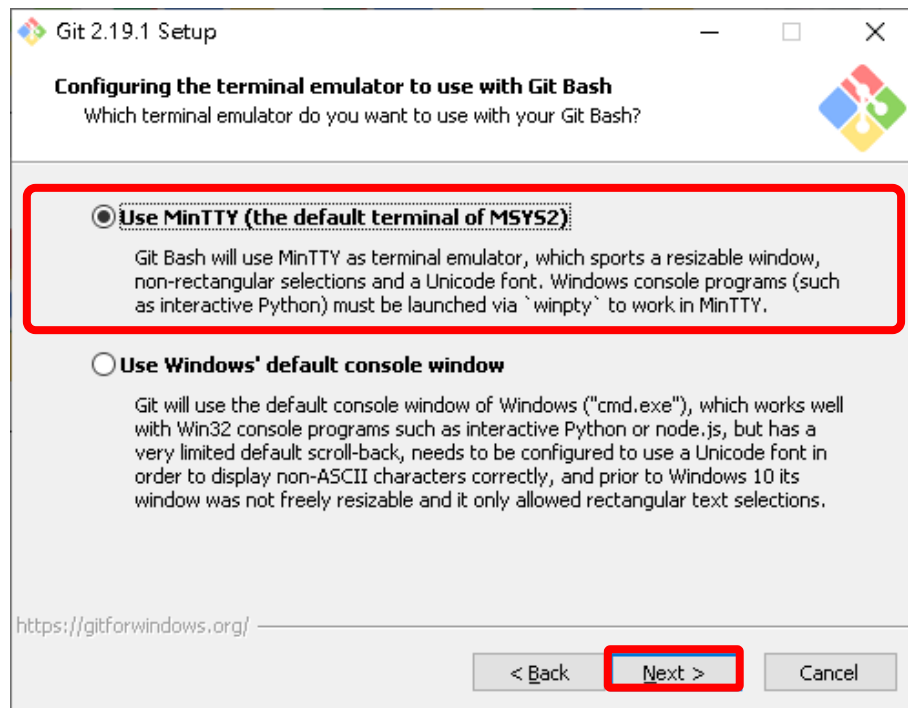 Git 2.19.1 Setup
Configuring the terminal emulator to use with Git Bash
Which terminal emulator do you want to use with your Git Bash?
Use MinTTY (the default terminal of MSYS2)
Git Bash will use MinTTY as terminal emulator, which sports a resizable window,
non-rectangular selections and a Unicode font. Windows console programs (such
as interactive Python) must be launched via `winpty` to work in MinTTY.
Use Windows' default console window
Git will use the default console window of Windows ("cmd.exe"), which works well
with Win32 console programs such as interactive Python or node.js, but has a
very limited default scroll-back, needs to be configured to use a Unicode font in
order to display non-ASCII characters correctly, and prior to Windows 10 its
window was not freely resizable and it only allowed rectangular text selections.
https://gitforwindows.org/
< Back Next > Cancel